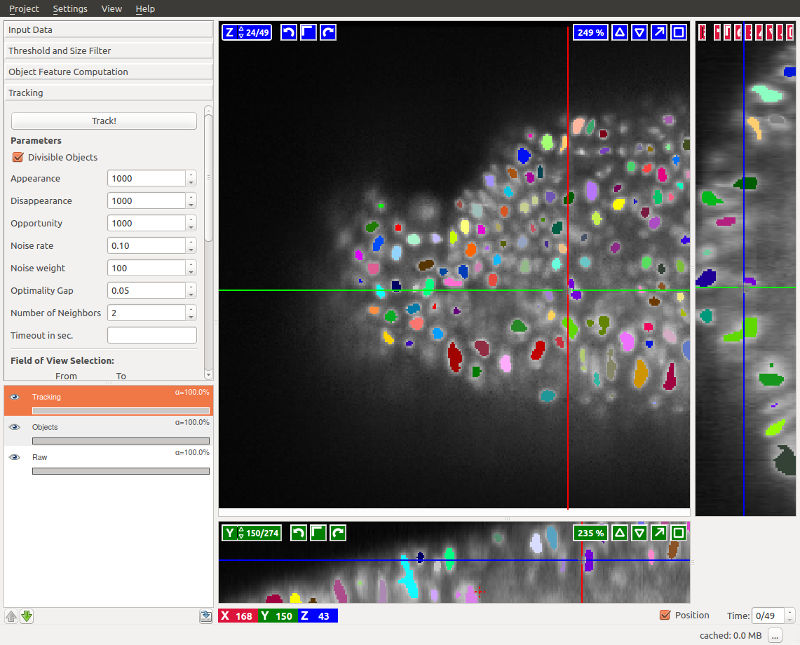 Project Settings View Help
Input Data
Threshold and Size Filter
Object Feature Computation
Tracking
Track!
Parameters
Divisible Objects
Appearance 1000
Disappearance 1000
Opportunity 1000
Noise rate 0.10
Noise weight 100
Optimality Gap 0.05
Number of Neighbors 2
Timeout in sec.
Field of View Selection:
From To
Tracking α=100.0%
Objects α=100.0%
Raw α=100.0%
Z 24/49 249 %
Y 150/274 235 %
X 168 Y 150 Z 43
Position Time: 0/49
cached: 0.0 MB ...